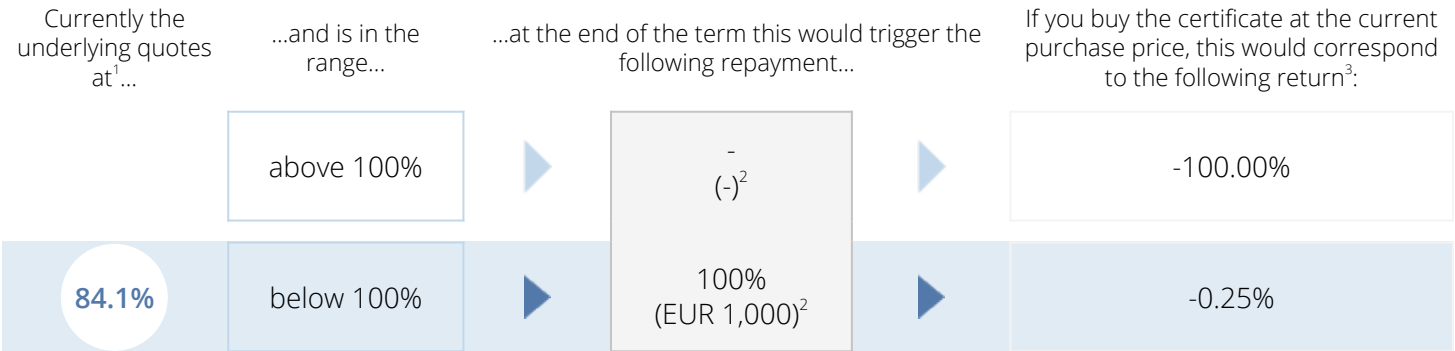 Currently the
underlying quotes
at¹...
...and is in the
range...
...at the end of the term this would trigger the
following repayment...
If you buy the certificate at the current
purchase price, this would correspond
to the following return³:
above 100%
-
(-)²
-100.00%
84.1%
below 100%
100%
(EUR 1,000)²
-0.25%